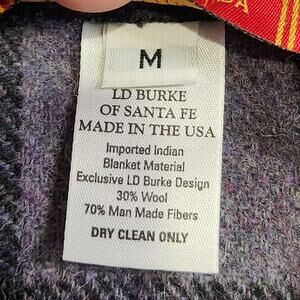 M
LD BURKE
OF SANTA FE
MADE IN THE USA
Imported Indian
Blanket Material
Exclusive LD Burke Design
30% Wool
70% Man Made Fibers
DRY CLEAN ONLY